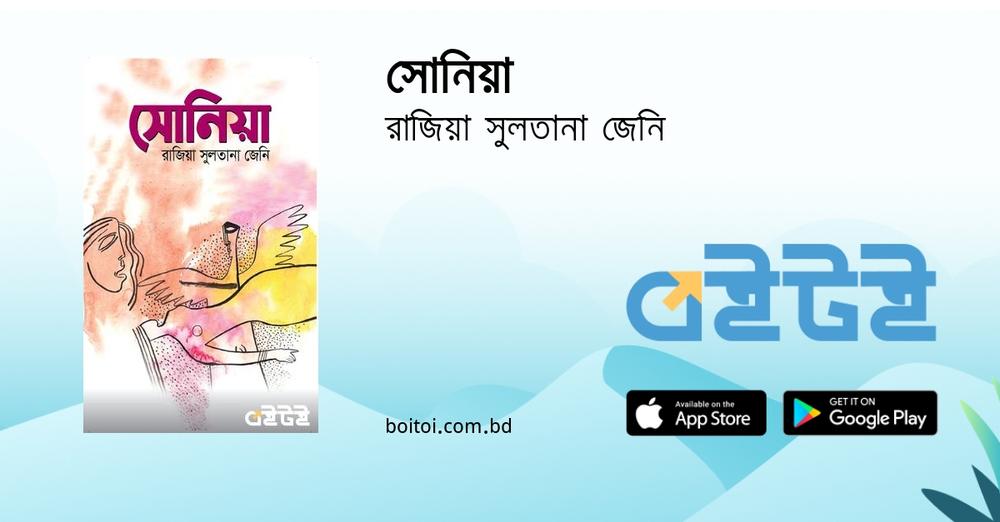 সোনিয়া
রাজিয়া সুলতানা জেনি
সোনিয়া
রাজিয়া সুলতানা জেনি
বইটই
বইটই
boitoi.com.bd
Available on the
App Store
GET IT ON
Google Play